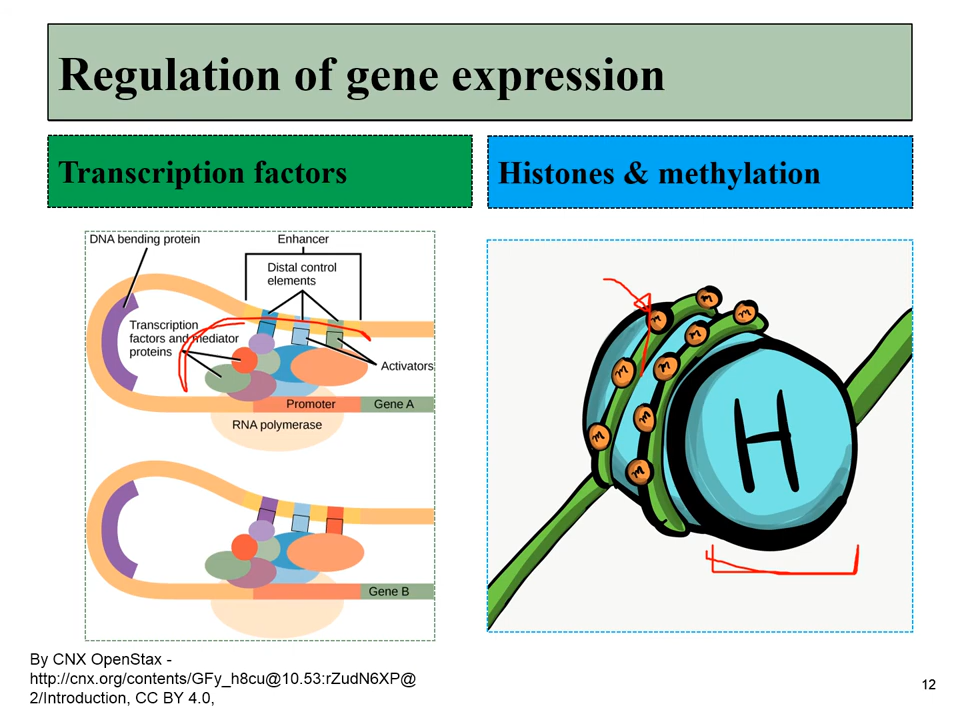 Regulation of gene expression
Transcription factors
Histones & methylation
DNA bending protein
Enhancer
Distal control
elements
Transcription
factors and mediator
proteins
Activators
Promoter
Gene A
RNA polymerase
Gene B
m
m
m
m
m
m
m
m
m
H
By CNX OpenStax -
http://cnx.org/contents/GFy_h8cu@10.53:rZudN6XP@
2/Introduction, CC BY 4.0,
12